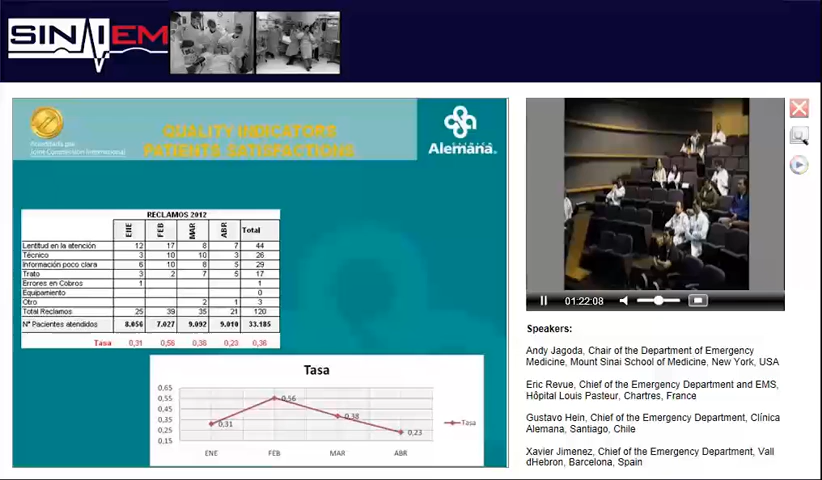 SINIEM
Acreditada por
Joint Commission International
QUALITY INDICATORS
PATIENTS SATISFACTIONS
CLINICA
Alemana
RECLAMOS 2012
ENE FEB MAR ABR Total
Lentitud en la atención 12 17 8 7 44
Técnico 3 10 10 3 26
Información poco clara 6 10 8 5 29
Trato 3 2 7 5 17
Errores en Cobros 1 1
Equipamiento 0
Otro 2 1 3
Total Reclamos 25 39 35 21 120
Nº Pacientes atendidos 8.056 7.027 9.092 9.010 33.185
Tasa 0,31 0,56 0,38 0,23 0,36
Tasa
0,65
0,55
0,45
0,35
0,25
0,15
0,31
0,56
0,38
0,23
Tasa
ENE FEB MAR ABR
01:22:08
Speakers:
Andy Jagoda, Chair of the Department of Emergency
Medicine, Mount Sinai School of Medicine, New York, USA
Eric Revue, Chief of the Emergency Department and EMS,
Hôpital Louis Pasteur, Chartres, France
Gustavo Hein, Chief of the Emergency Department, Clínica
Alemana, Santiago, Chile
Xavier Jimenez, Chief of the Emergency Department, Vall
dHebron, Barcelona, Spain